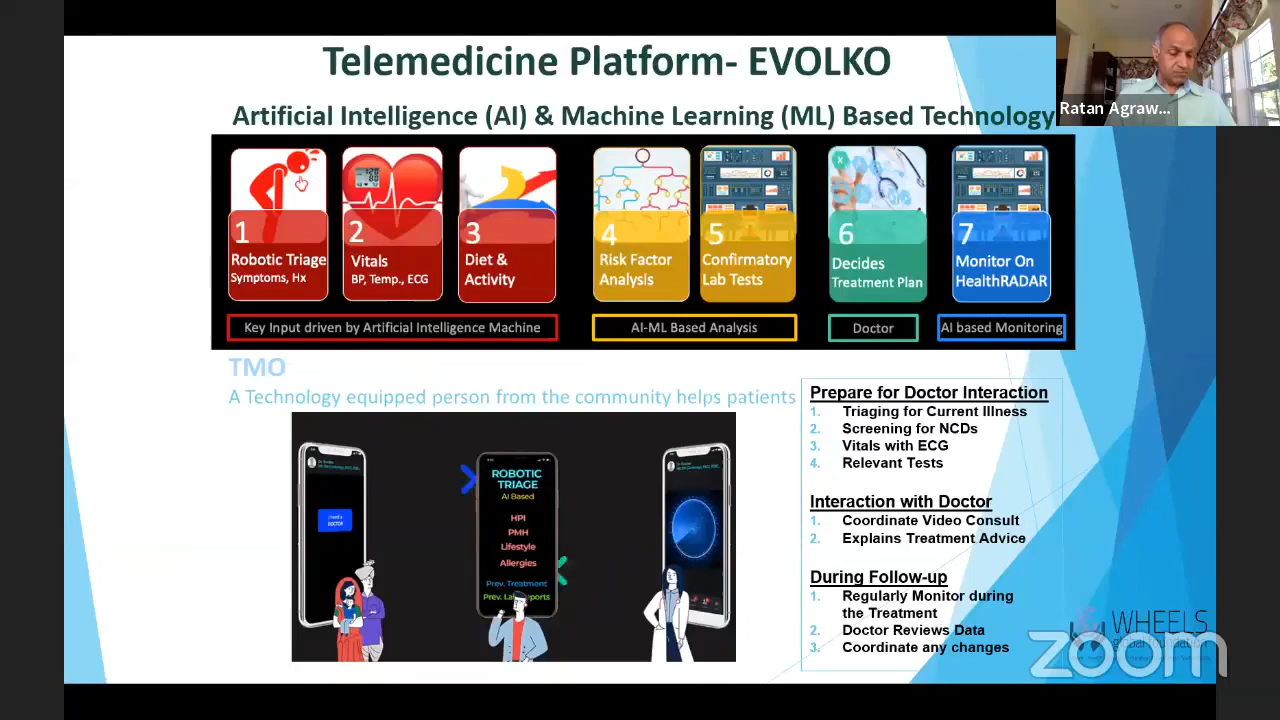 Telemedicine Platform- EVOLKO
Ratan Agraw...
Artificial Intelligence (AI) & Machine Learning (ML) Based Technology
1
Robotic Triage
Symptoms, Hx
2
Vitals
BP, Temp., ECG
3
Diet &
Activity
4
Risk Factor
Analysis
5
Confirmatory
Lab Tests
6
Decides
Treatment Plan
7
Monitor On
HealthRADAR
Key Input driven by Artificial Intelligence Machine
AI-ML Based Analysis
Doctor
AI based Monitoring
TMO
A Technology equipped person from the community helps patients
DOCTOR
ROBOTIC
TRIAGE
AI Based
HPI
PMH
Lifestyle
Allergies
Prev. Treatment
Prev. Lab Reports
Prepare for Doctor Interaction
1. Triaging for Current Illness
2. Screening for NCDs
3. Vitals with ECG
4. Relevant Tests
Interaction with Doctor
1. Coordinate Video Consult
2. Explains Treatment Advice
During Follow-up
1. Regularly Monitor during
the Treatment
2. Doctor Reviews Data
3. Coordinate any changes
WHEELS
global foundation
zoom